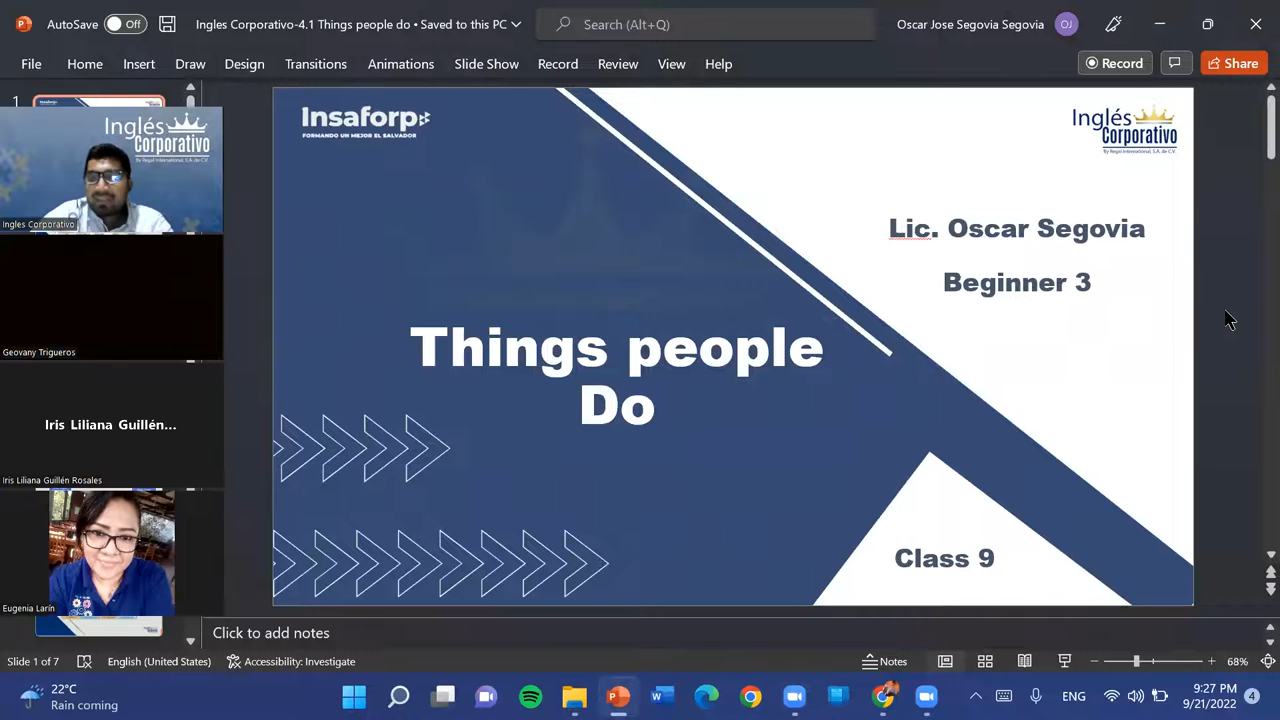 AutoSave Off
Ingles Corporativo-4.1 Things people do • Saved to this PC
Search (Alt+Q)
Oscar Jose Segovia Segovia
OJ
File Home Insert Draw Design Transitions Animations Slide Show Record Review View Help
Record
Share
1
Inglés
Corporativo
By Regal International, S.A. de C.V.
Ingles Corporativo
Geovany Trigueros
Iris Liliana Guillén...
Iris Liliana Guillén Rosales
Eugenia Larín
Insaforp
FORMANDO UN MEJOR EL SALVADOR
Inglés
Corporativo
By Regal International, S.A. de C.V.
Lic. Oscar Segovia
Beginner 3
Things people
Do
Class 9
Click to add notes
Slide 1 of 7
English (United States)
Accessibility: Investigate
Notes
68%
22°C
Rain coming
ENG
9:27 PM
9/21/2022
4